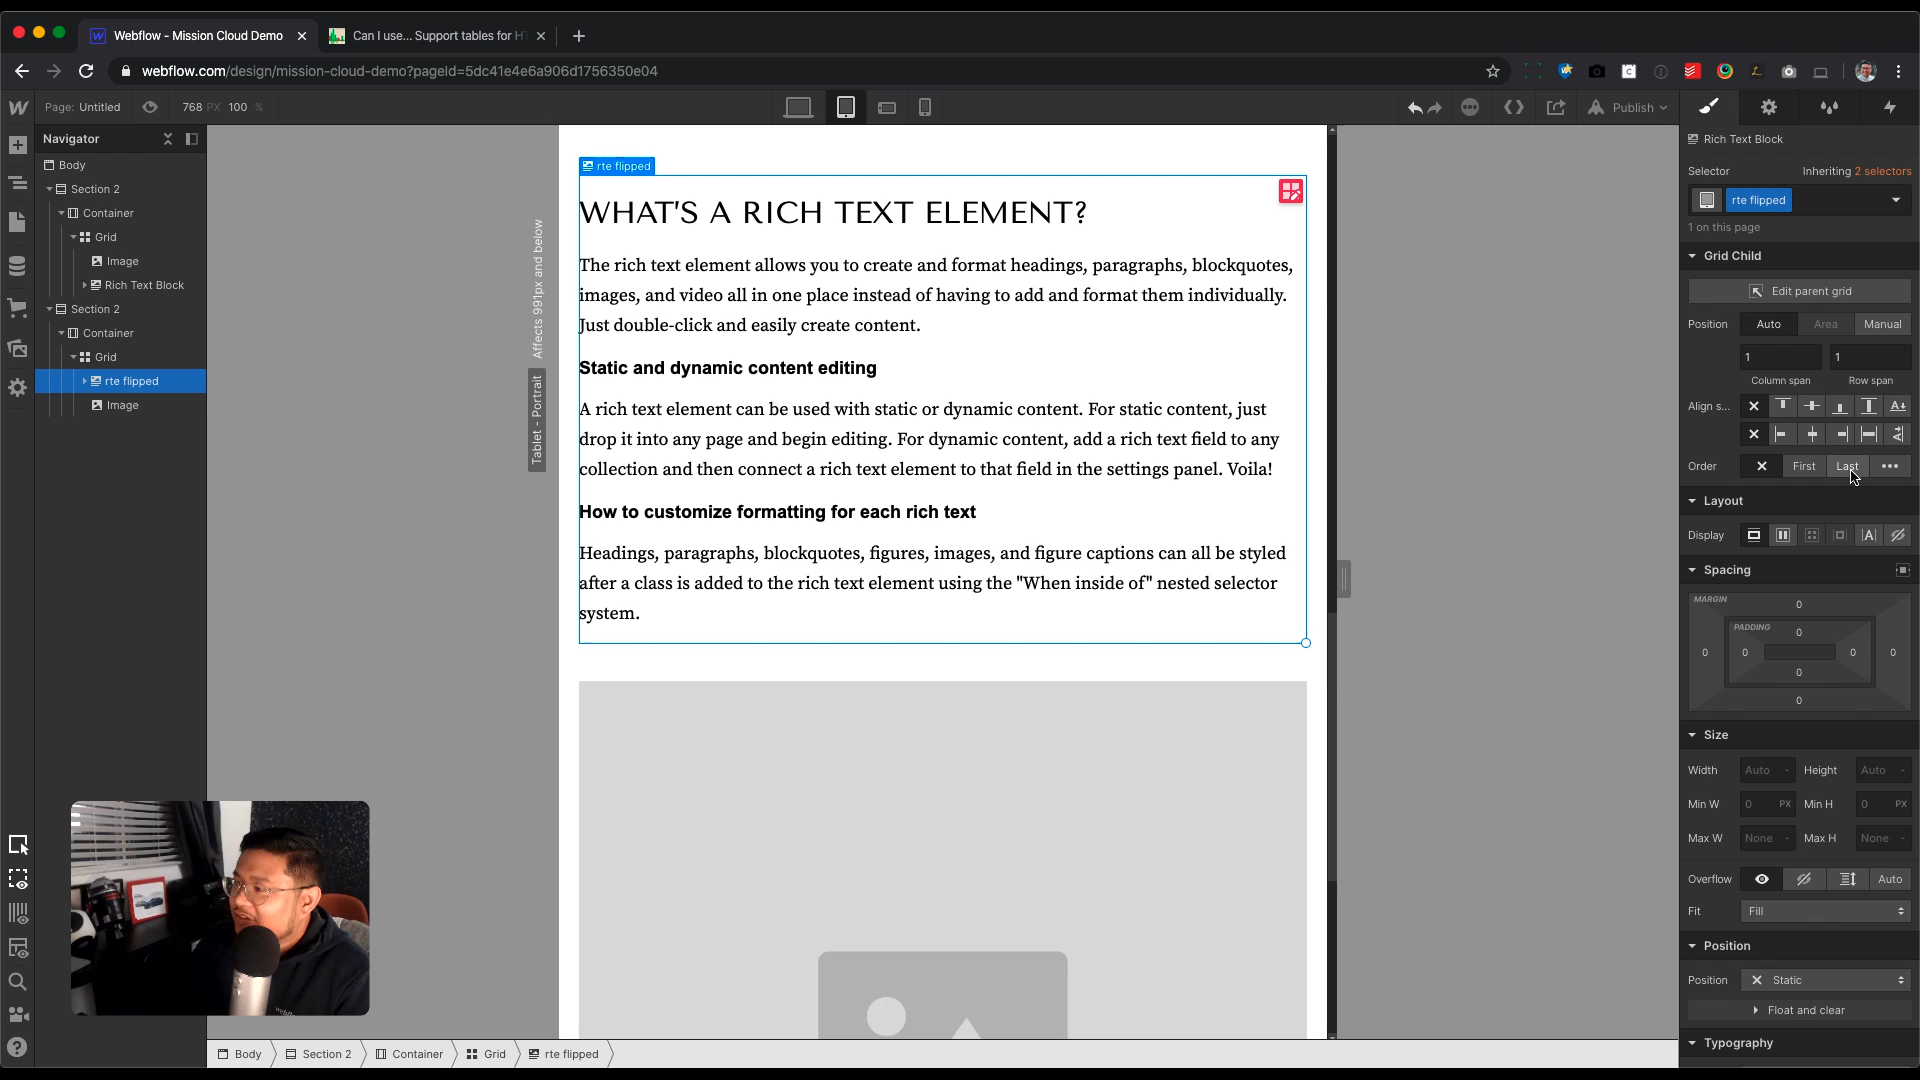 Webflow - Mission Cloud Demo
Can I use... Support tables for H
webflow.com/design/mission-cloud-demo?pageId=5dc41e4e6a906d1756350e04
Page: Untitled
768 PX 100 %
Publish
Navigator
Body
Section 2
Container
Grid
Image
Rich Text Block
Section 2
Container
Grid
rte flipped
Image
Affects 991px and below
Tablet - Portrait
rte flipped
WHAT'S A RICH TEXT ELEMENT?
The rich text element allows you to create and format headings, paragraphs, blockquotes,
images, and video all in one place instead of having to add and format them individually.
Just double-click and easily create content.
Static and dynamic content editing
A rich text element can be used with static or dynamic content. For static content, just
drop it into any page and begin editing. For dynamic content, add a rich text field to any
collection and then connect a rich text element to that field in the settings panel. Voila!
How to customize formatting for each rich text
Headings, paragraphs, blockquotes, figures, images, and figure captions can all be styled
after a class is added to the rich text element using the "When inside of" nested selector
system.
Rich Text Block
Selector Inheriting 2 selectors
rte flipped
1 on this page
Grid Child
Edit parent grid
Position Auto Area Manual
1 1
Column span Row span
Align s...
Order First Last
Layout
Display
Spacing
MARGIN
0
PADDING
0
0 0 0 0
0
0
Size
Width Auto - Height Auto -
Min W 0 PX Min H 0 PX
Max W None - Max H None -
Overflow Auto
Fit Fill
Position
Position Static
Float and clear
Typography
Body Section 2 Container Grid rte flipped